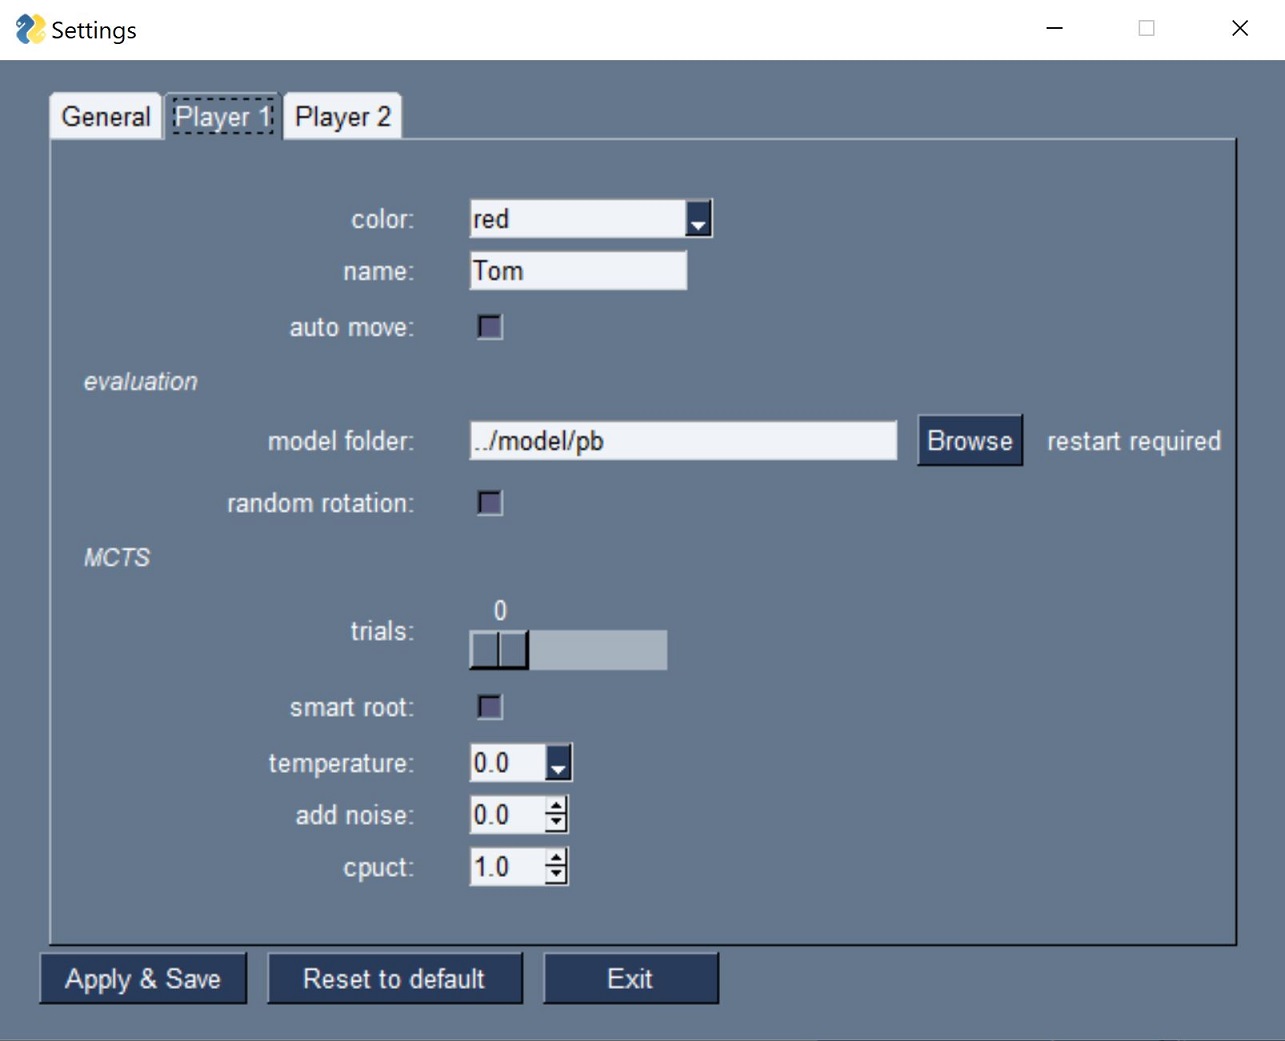 Settings
General Player 1 Player 2
color: red
name: Tom
auto move:
evaluation
model folder: ../model/pb Browse restart required
random rotation:
MCTS
0
trials:
smart root:
temperature: 0.0
add noise: 0.0
cpuct: 1.0
Apply & Save Reset to default Exit